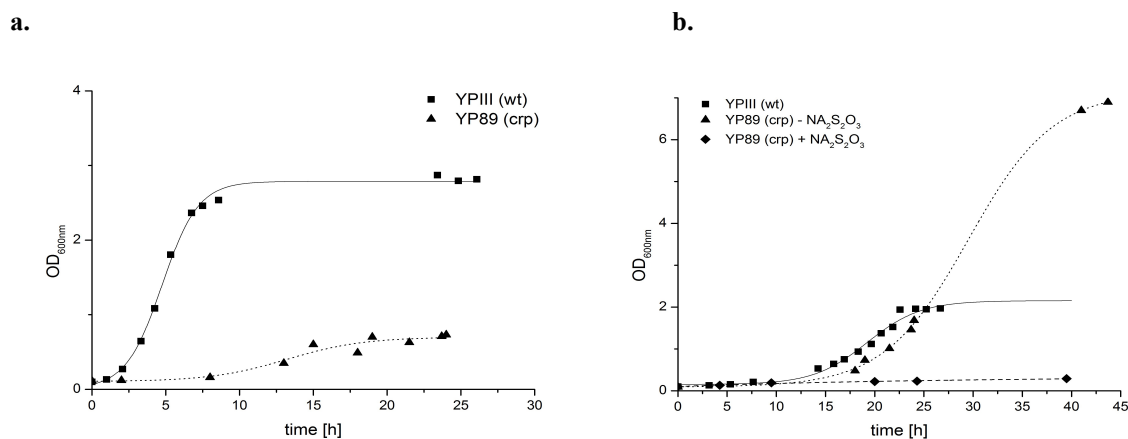 a.
4
2
0
OD600nm
0 5 10 15 20 25 30
time [h]
YPIII (wt)
YP89 (crp)
b.
6
4
2
0
OD600nm
0 5 10 15 20 25 30 35 40 45
time [h]
YPIII (wt)
YP89 (crp) - NA2S2O3
YP89 (crp) + NA2S2O3